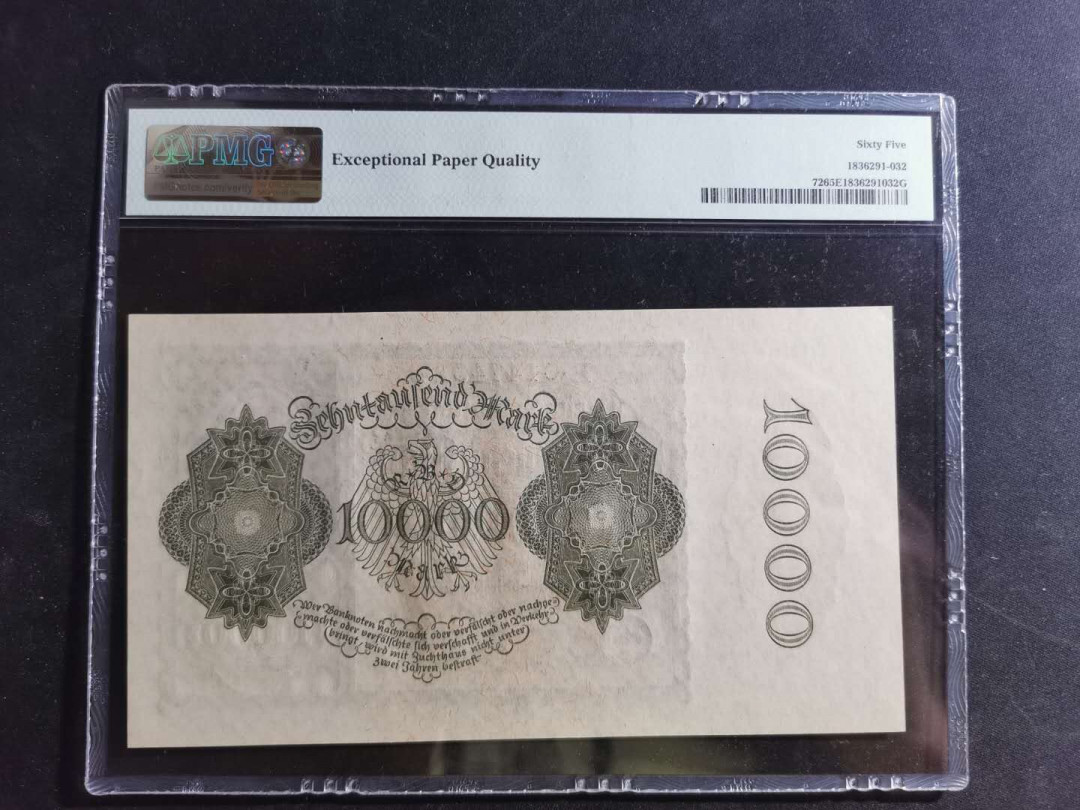 PMG
Exceptional Paper Quality
Sixty Five
1836291-032
7265E1836291032G
Zehntausend Mark
R·B·D
10000
Mark
Wer Banknoten nachmacht oder verfälscht oder nachge-
machte oder verfälschte sich verschafft und in Verkehr
bringt, wird mit Zuchthaus nicht unter
zwei Jahren bestraft
10000